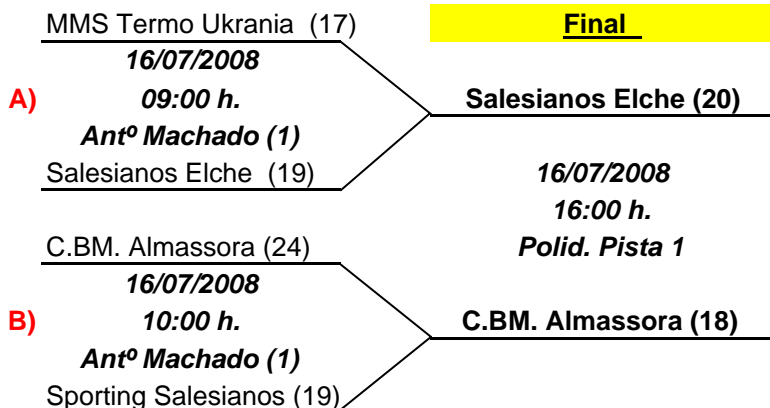 MMS Termo Ukrania (17)
Final
16/07/2008
A) 09:00 h.
Salesianos Elche (20)
Antº Machado (1)
Salesianos Elche (19)
16/07/2008
16:00 h.
C.BM. Almassora (24)
Polid. Pista 1
16/07/2008
B) 10:00 h.
C.BM. Almassora (18)
Antº Machado (1)
Sporting Salesianos (19)